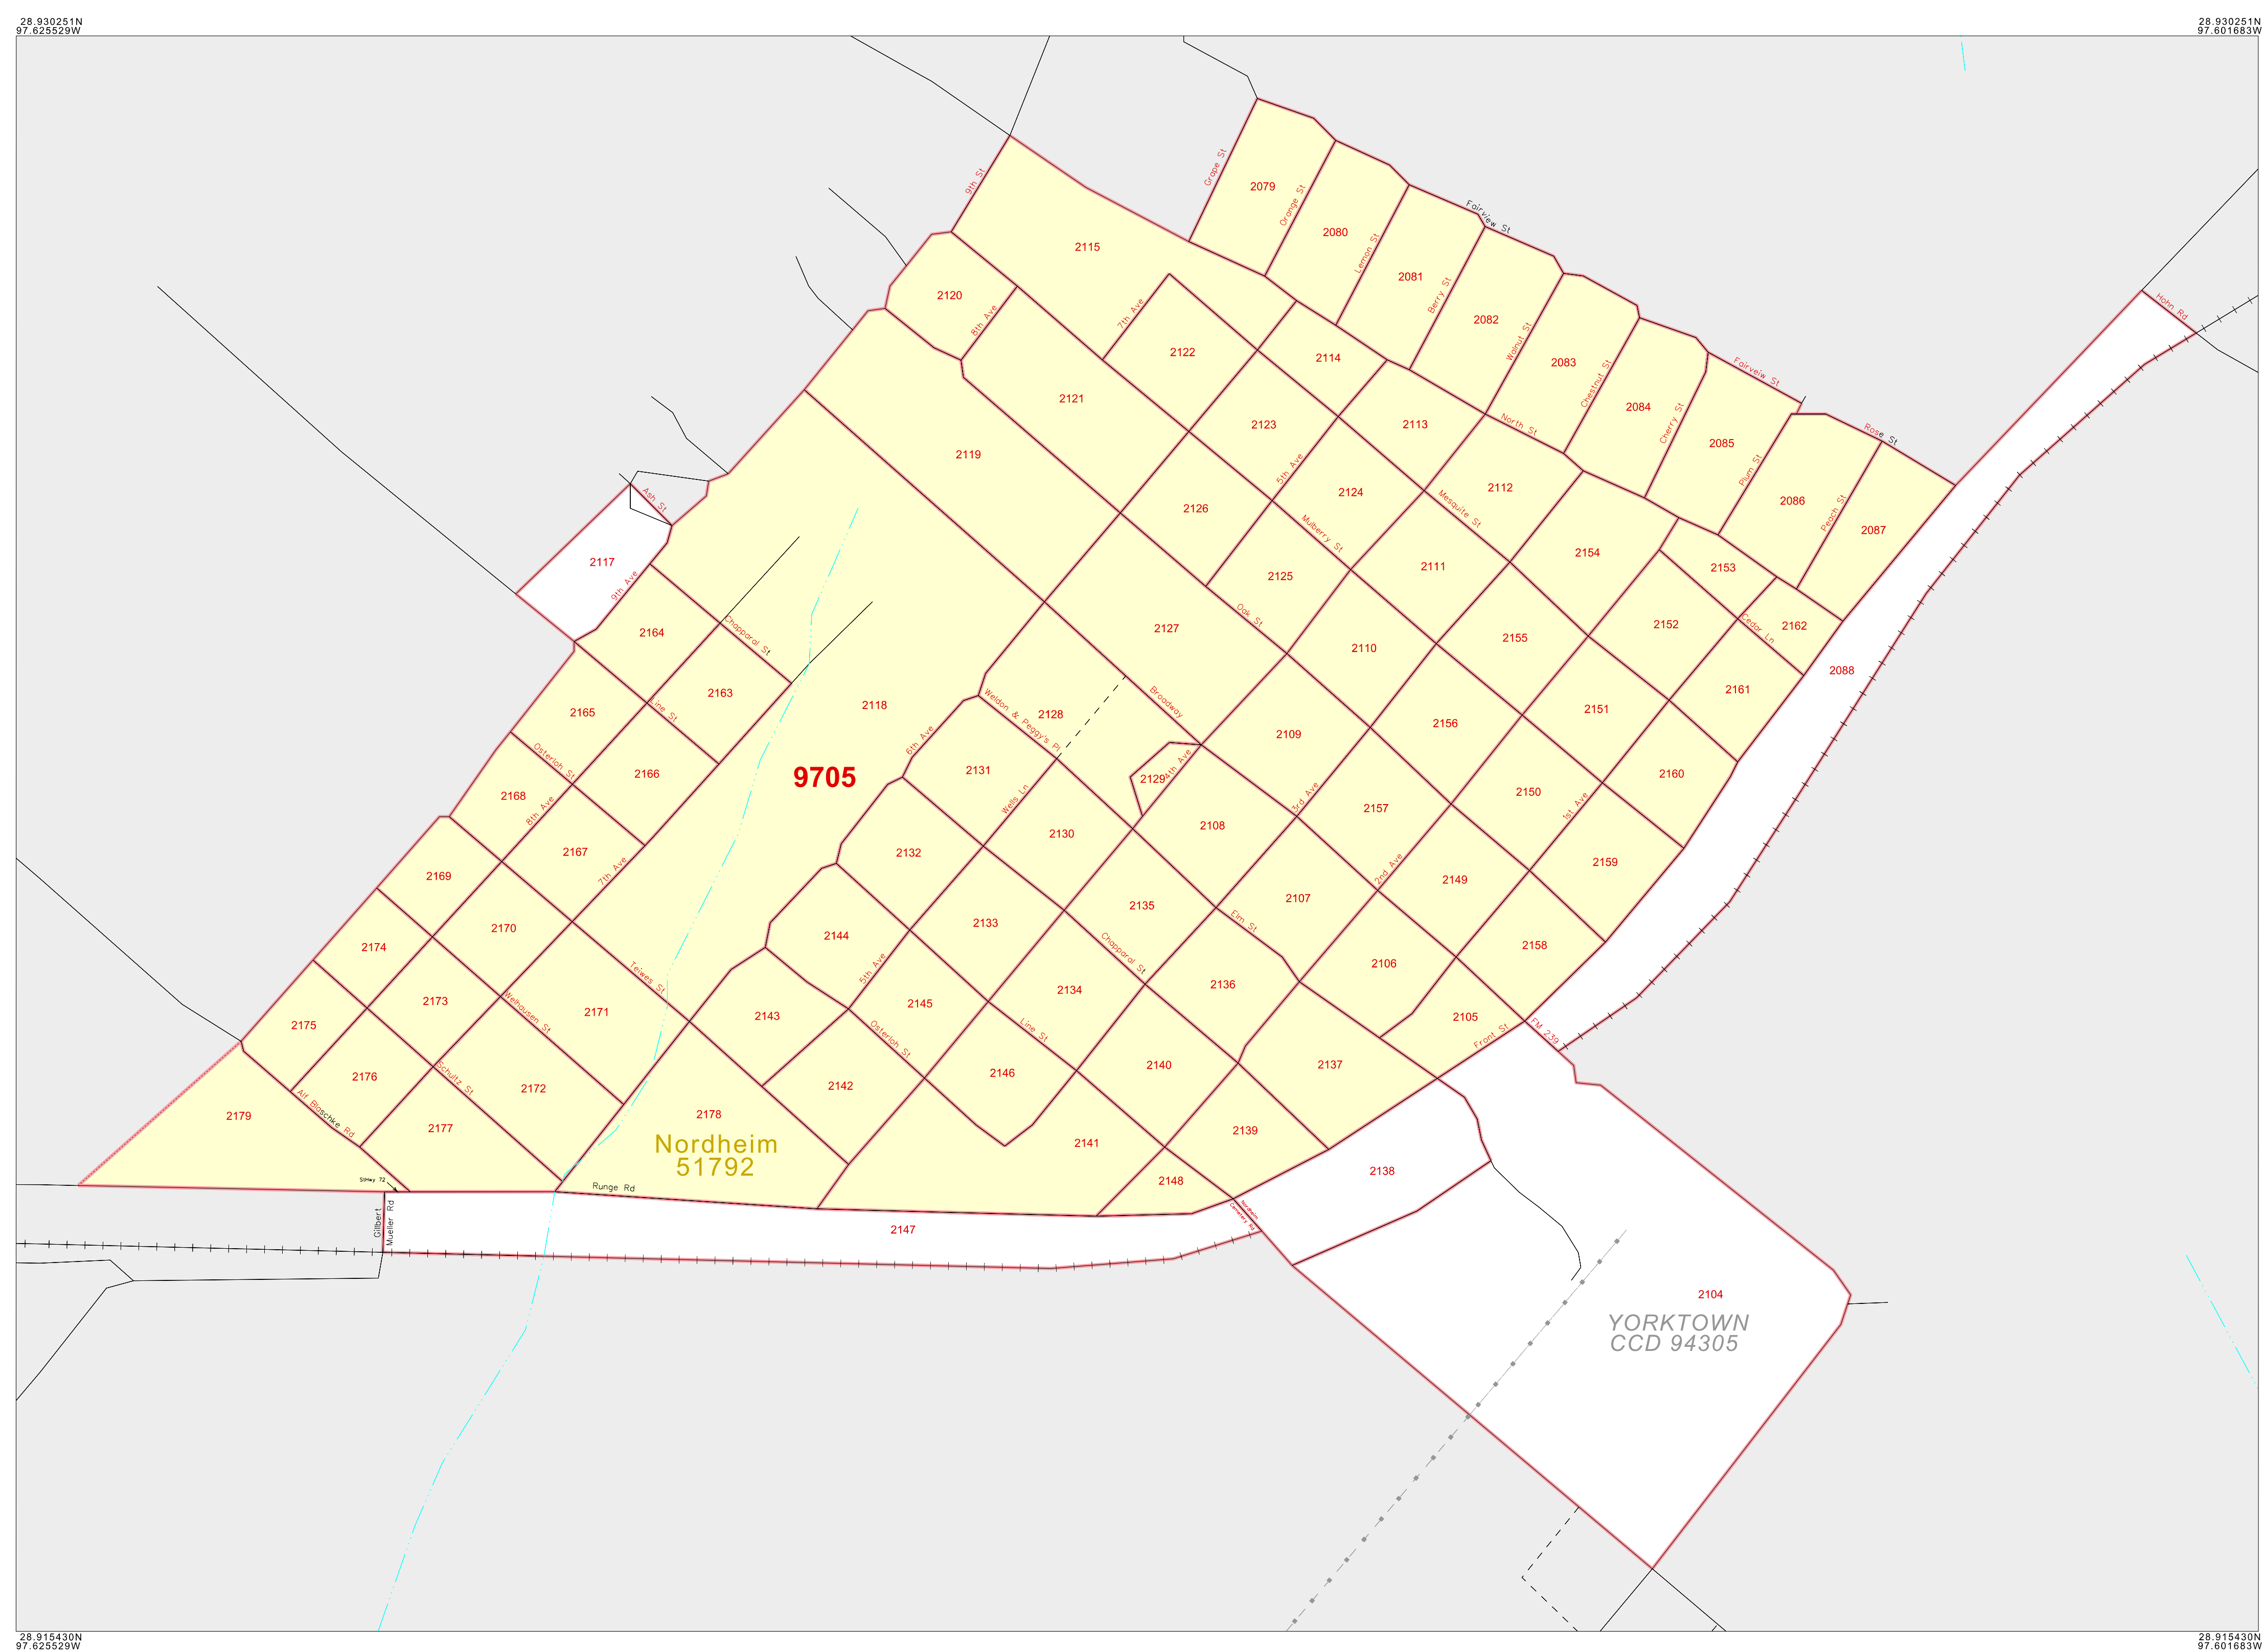 28.930251N
97.625529W
28.930251N
97.601683W
9th St
Grape St
2079
Orange St
2080
Fairview St
2115
Lemon St
2081
Berry St
2120
8th Ave
7th Ave
2082
Walnut St
Hohn Rd
2122
2114
2083
Chestnut St
Fairveiw St
2121
2084
Cherry St
2123
2113
North St
2085
Rose St
2119
5th Ave
Plum St
2124
2112
Mesquite St
2086
Peach St
Ash St
2126
Mulberry St
2087
2117
9th Ave
2125
2111
2154
2153
Oak St
2164
Chapparal St
2127
2155
2152
Cedar Ln
2162
2110
2088
2163
2161
Line St
2118
Broadway
2165
Weldon & Peggy's Pl
2128
2151
6th Ave
2109
2156
Osterloh St
2166
9705
2131
2129
4th Ave
2160
2168
8th Ave
Wells Ln
3rd Ave
2150
1st Ave
2130
2108
2157
2167
7th Ave
2132
2159
2169
2nd Ave
2149
2107
2135
2170
2133
Elm St
2174
2144
Chapparal St
2158
Teiwes St
5th Ave
2106
2136
2134
2173
Welhausen St
2145
2171
2143
2105
2175
Osterloh St
Line St
Front St
FM 239
2176
Schultz St
2172
2142
2146
2140
2137
Alf Blaschke Rd
2179
2178
2177
2141
2139
Nordheim
51792
2138
2148
StHwy 72
Runge Rd
Gilbert
Mueller Rd
2147
Nordheim
Cemetery Rd
2104
YORKTOWN
CCD 94305
28.915430N
97.625529W
28.915430N
97.601683W